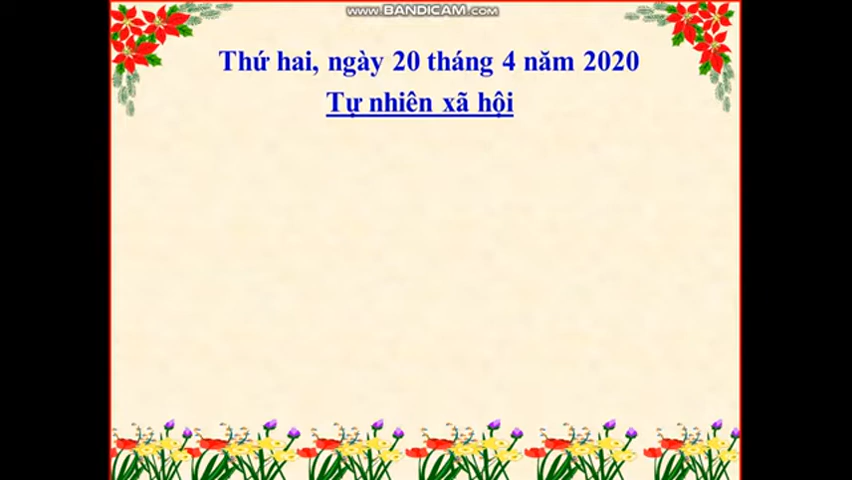 www.BANDICAM.com
Thứ hai, ngày 20 tháng 4 năm 2020
Tự nhiên xã hội